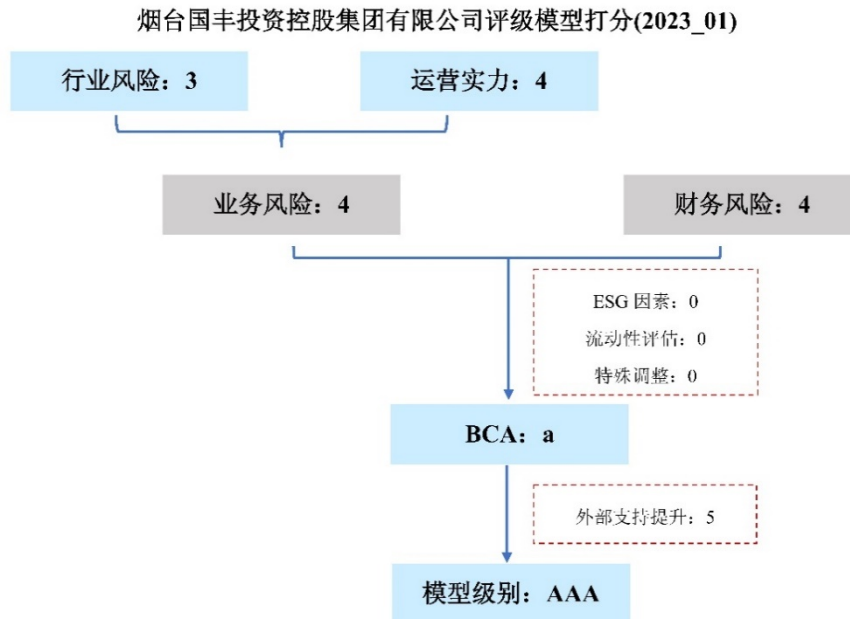 烟台国丰投资控股集团有限公司评级模型打分(2023_01)
行业风险：3
运营实力：4
业务风险：4
财务风险：4
ESG 因素：0
流动性评估：0
特殊调整：0
BCA：a
外部支持提升：5
模型级别：AAA